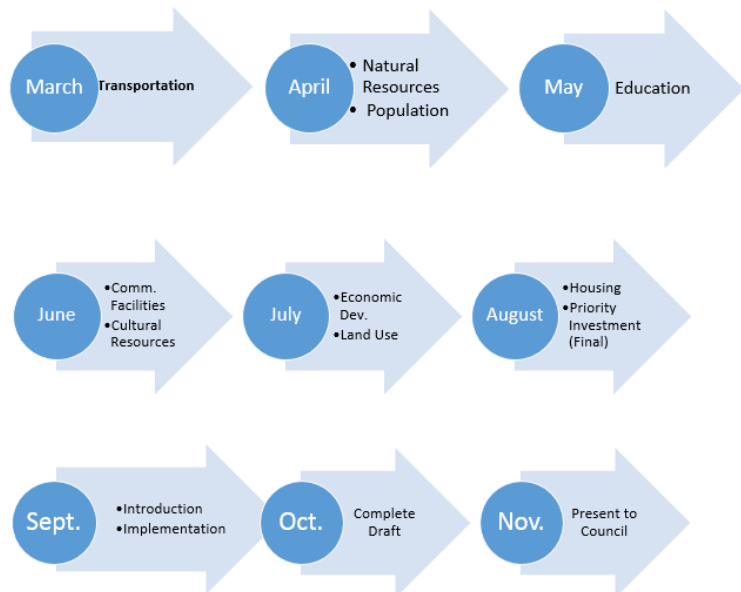 March
Transportation
April
• Natural
Resources
• Population
May
Education
June
•Comm.
Facilities
•Cultural
Resources
July
•Economic
Dev.
•Land Use
August
•Housing
•Priority
Investment
(Final)
Sept.
•Introduction
•Implementation
Oct.
Complete
Draft
Nov.
Present to
Council